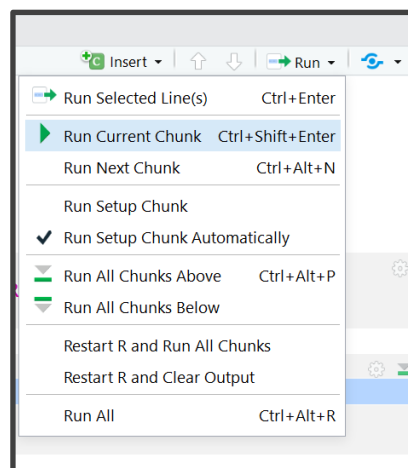 Insert Run
Run Selected Line(s) Ctrl+Enter
Run Current Chunk Ctrl+Shift+Enter
Run Next Chunk Ctrl+Alt+N
Run Setup Chunk
Run Setup Chunk Automatically
Run All Chunks Above Ctrl+Alt+P
Run All Chunks Below
Restart R and Run All Chunks
Restart R and Clear Output
Run All Ctrl+Alt+R